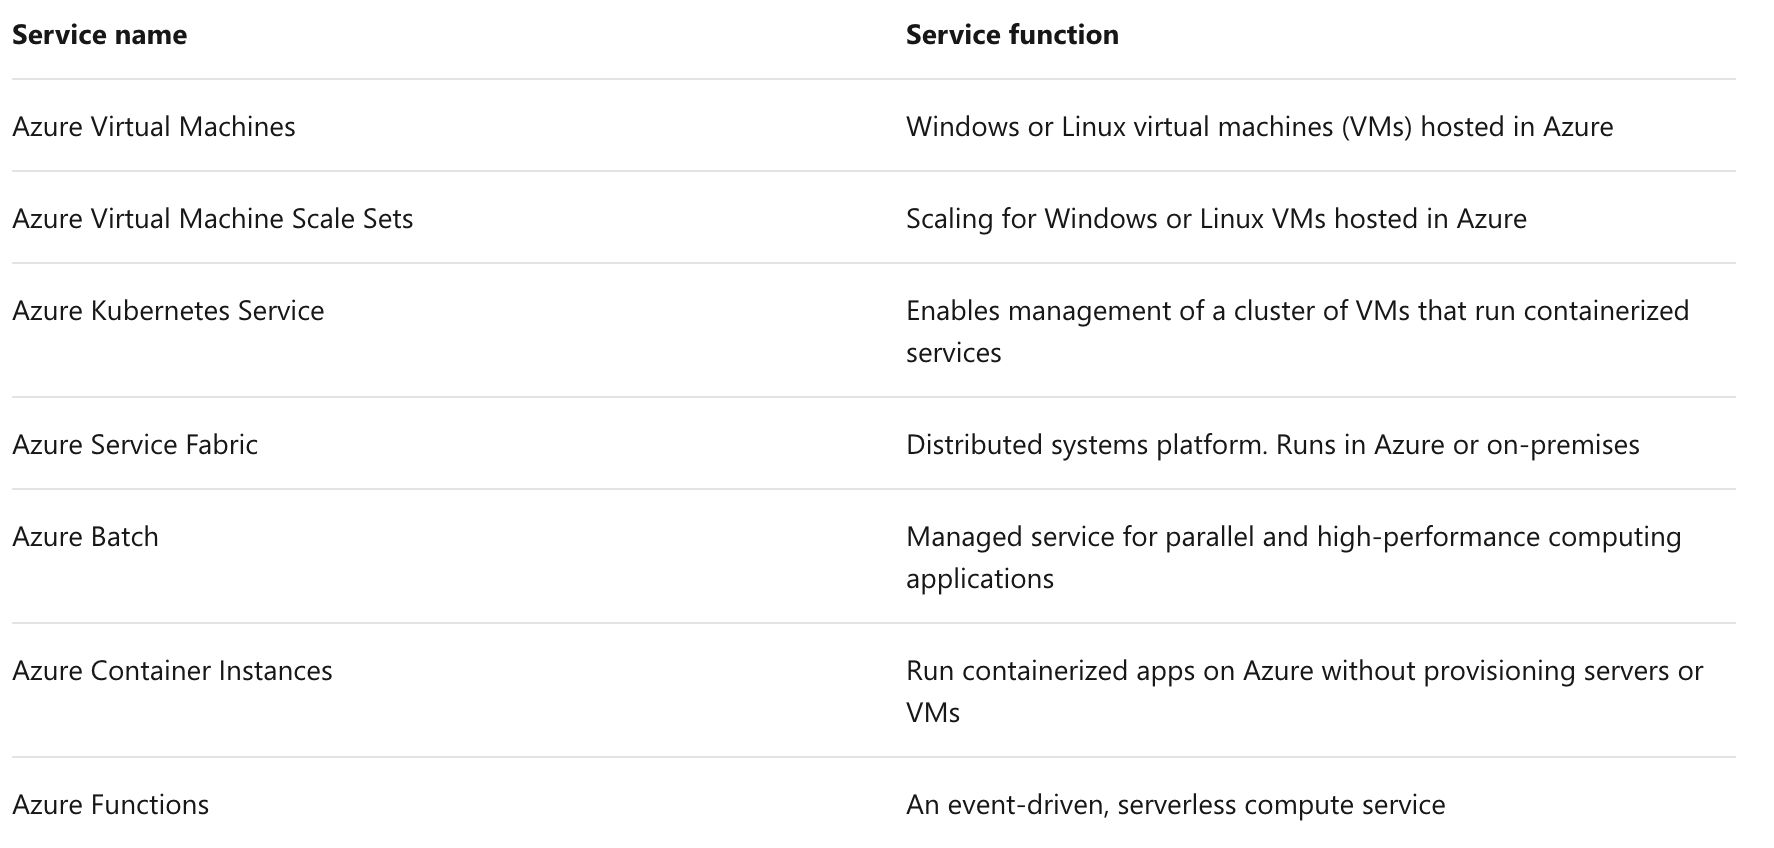 Service name
Service function
Azure Virtual Machines
Windows or Linux virtual machines (VMs) hosted in Azure
Azure Virtual Machine Scale Sets
Scaling for Windows or Linux VMs hosted in Azure
Azure Kubernetes Service
Enables management of a cluster of VMs that run containerized
services
Azure Service Fabric
Distributed systems platform. Runs in Azure or on-premises
Azure Batch
Managed service for parallel and high-performance computing
applications
Azure Container Instances
Run containerized apps on Azure without provisioning servers or
VMs
Azure Functions
An event-driven, serverless compute service